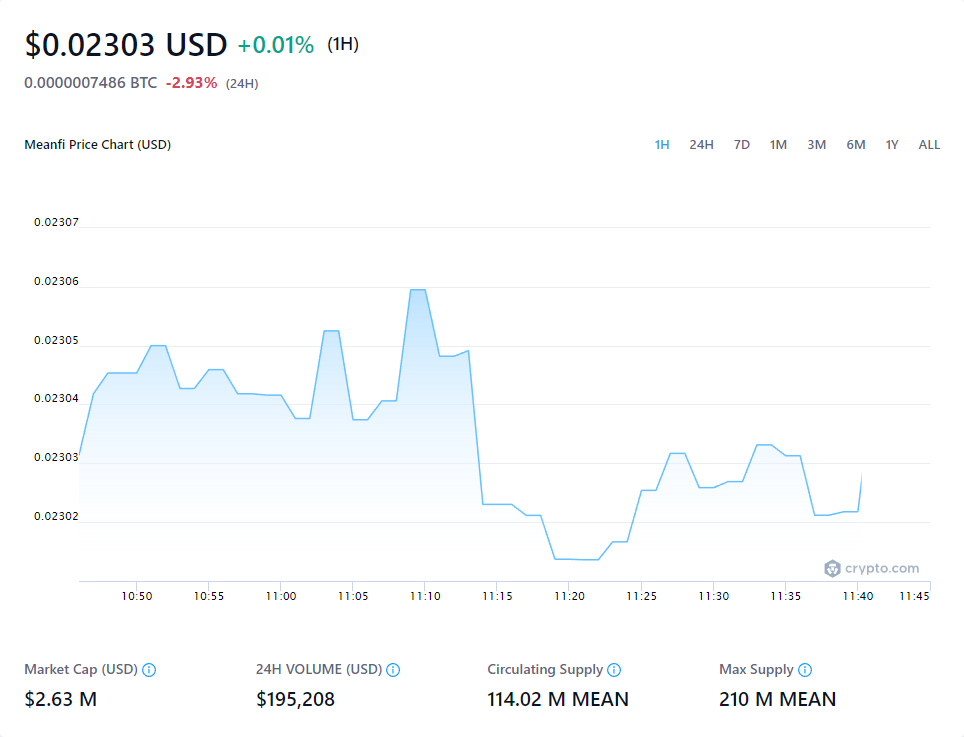 $0.02303 USD +0.01% (1H)
0.0000007486 BTC -2.93% (24H)
Meanfi Price Chart (USD)
1H 24H 7D 1M 3M 6M 1Y ALL
0.02307
0.02306
0.02305
0.02304
0.02303
0.02302
crypto.com
10:50 10:55 11:00 11:05 11:10 11:15 11:20 11:25 11:30 11:35 11:40 11:45
Market Cap (USD) 24H VOLUME (USD) Circulating Supply Max Supply
$2.63 M $195,208 114.02 M MEAN 210 M MEAN